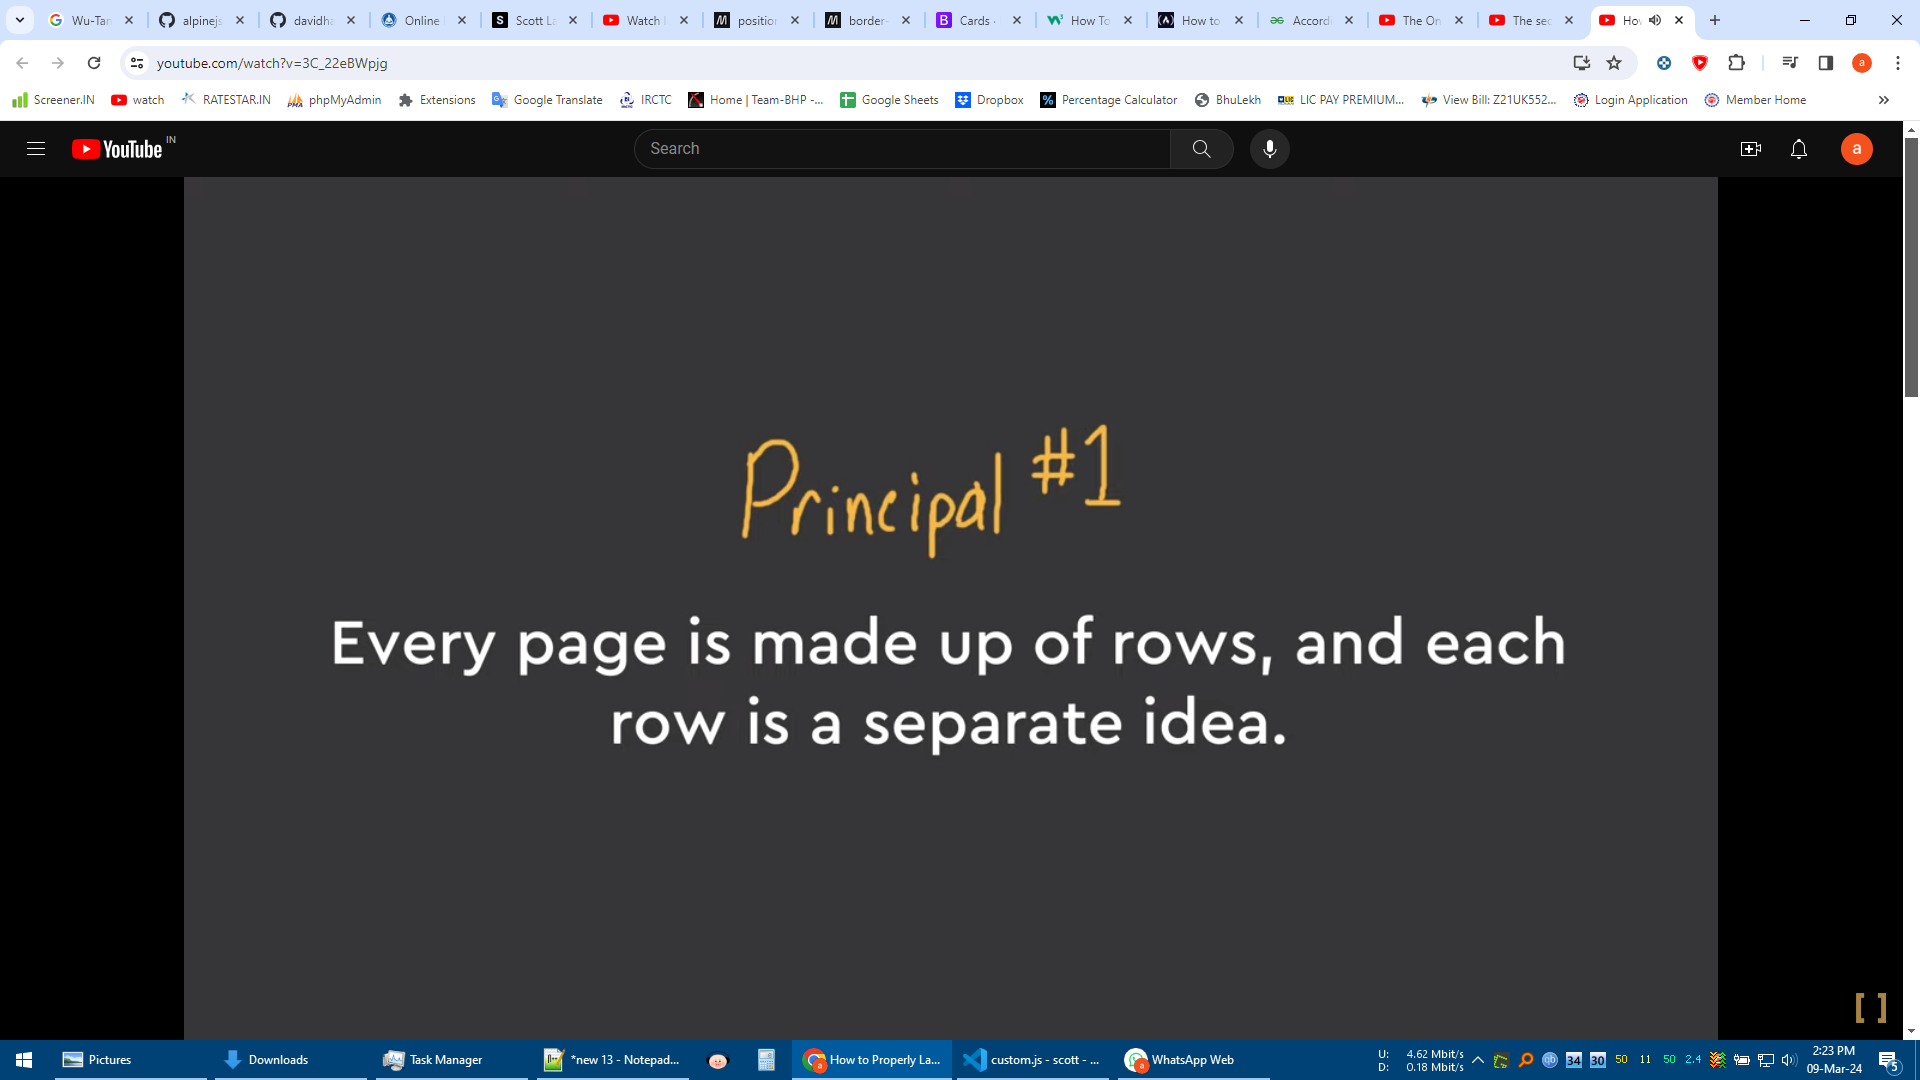 Wu-Tan
alpinejs
davidha
Online
Scott La
Watch
position
border-
Cards
How To
How to
Accordi
The On
The sec
How
youtube.com/watch?v=3C_22eBWpjg
a
Screener.IN
watch
RATESTAR.IN
phpMyAdmin
Extensions
Google Translate
IRCTC
Home | Team-BHP -...
Google Sheets
Dropbox
Percentage Calculator
BhuLekh
LIC PAY PREMIUM...
View Bill: Z21UK552...
Login Application
Member Home
YouTube IN
Search
a
Principal #1
Every page is made up of rows, and each
row is a separate idea.
[ ]
Pictures
Downloads
Task Manager
*new 13 - Notepad...
How to Properly La...
custom.js - scott - ...
WhatsApp Web
U: 4.62 Mbit/s
D: 0.18 Mbit/s
34
30
50
11
50
2.4
2:23 PM
09-Mar-24
5